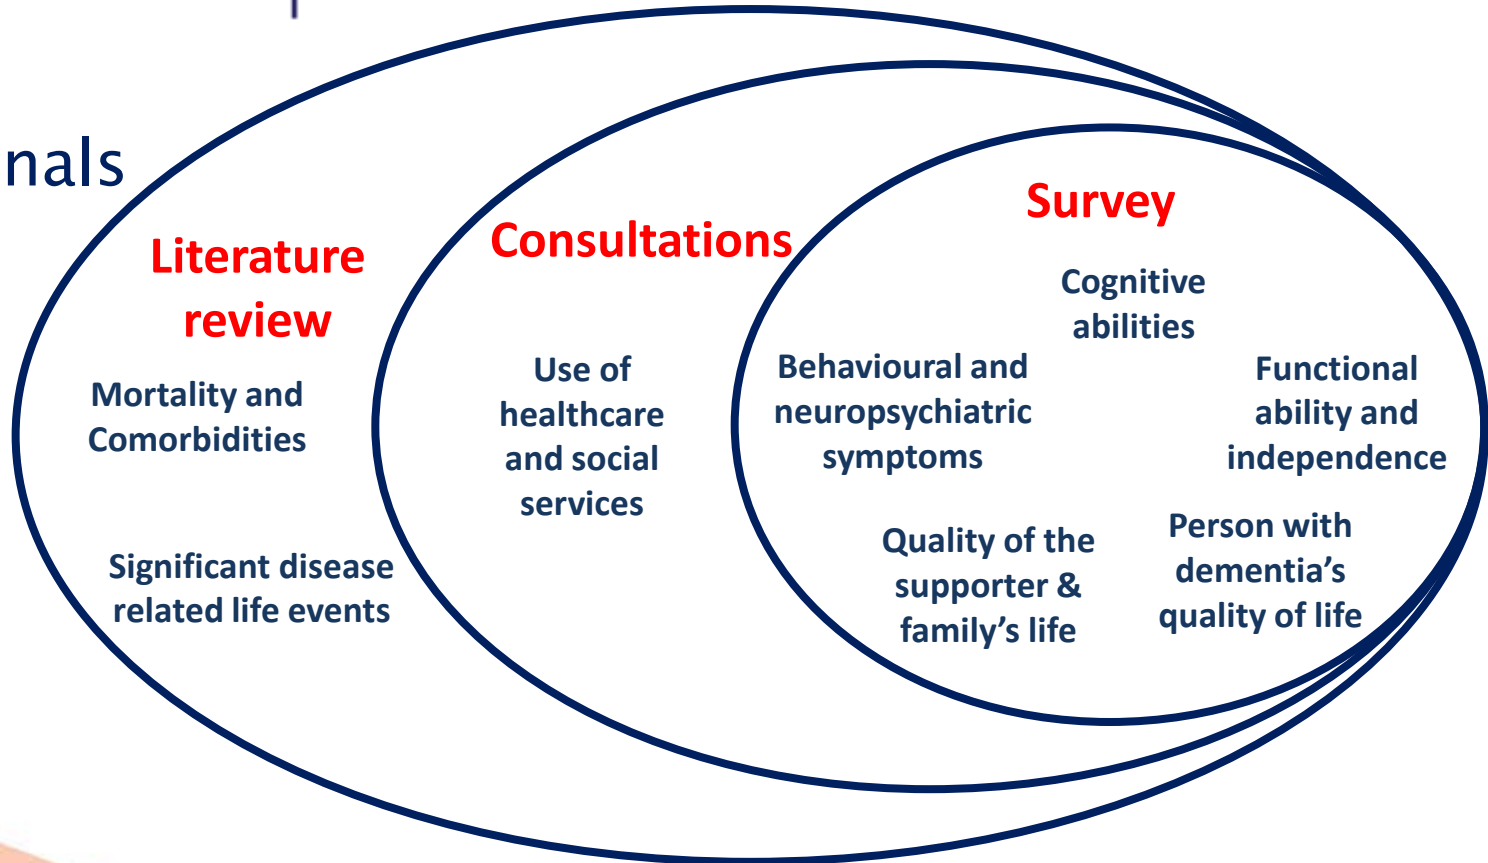 nals
Literature
review
Mortality and
Comorbidities
Significant disease
related life events
Consultations
Use of
healthcare
and social
services
Survey
Cognitive
abilities
Behavioural and
neuropsychiatric
symptoms
Functional
ability and
independence
Quality of the
supporter &
family’s life
Person with
dementia’s
quality of life